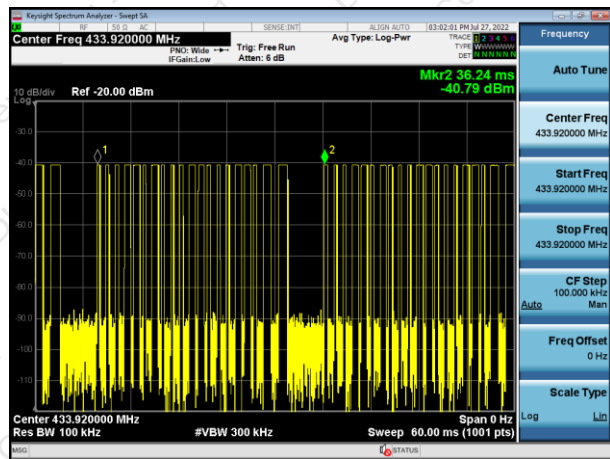 Keysight Spectrum Analyzer - Swept SA
RF 50 Ω AC SENSE:INT ALIGN AUTO 03:02:01 PM Jul 27, 2022
Center Freq 433.920000 MHz
PNO: Wide
IFGain:Low
Trig: Free Run
Atten: 6 dB
Avg Type: Log-Pwr
TRACE 1 2 3 4 5 6
TYPE WWWWWW
DET N N N N N N
Mkr2 36.24 ms
-40.79 dBm
10 dB/div Ref -20.00 dBm
Log
-30.0
-40.0
-50.0
-60.0
-70.0
-80.0
-90.0
-100
-110
1
2
Center 433.920000 MHz
Span 0 Hz
Res BW 100 kHz
#VBW 300 kHz
Sweep 60.00 ms (1001 pts)
MSG
STATUS
Frequency
Auto Tune
Center Freq
433.920000 MHz
Start Freq
433.920000 MHz
Stop Freq
433.920000 MHz
CF Step
100.000 kHz
Auto Man
Freq Offset
0 Hz
Scale Type
Log Lin